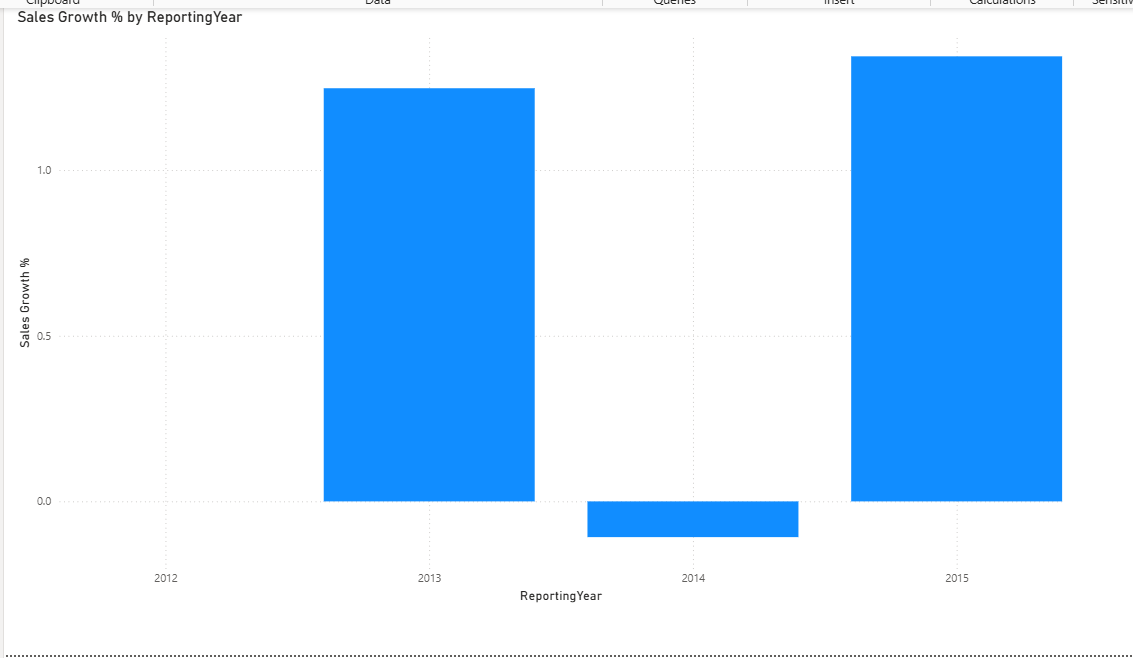 Clipboard Data Queries Insert Calculations
Sales Growth % by ReportingYear
1.0
Sales Growth %
0.5
0.0
2012 2013 2014 2015
ReportingYear